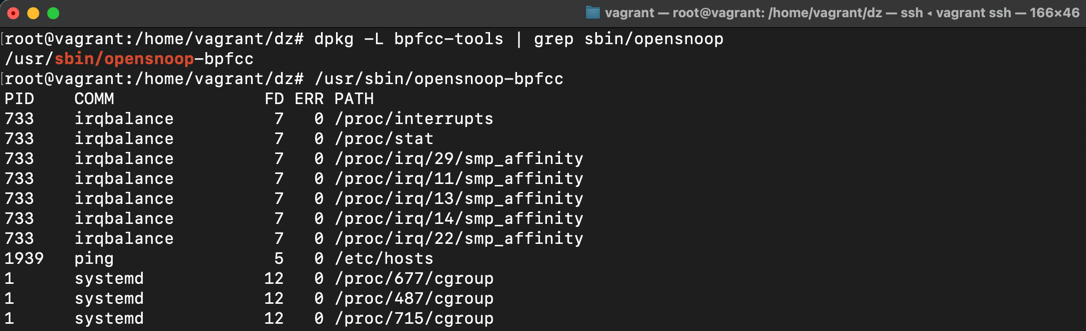 vagrant — root@vagrant: /home/vagrant/dz — ssh ◂ vagrant ssh — 166×46
[root@vagrant:/home/vagrant/dz# dpkg -L bpfcc-tools | grep sbin/opensnoop
/usr/sbin/opensnoop-bpfcc
[root@vagrant:/home/vagrant/dz# /usr/sbin/opensnoop-bpfcc
PID COMM FD ERR PATH
733 irqbalance 7 0 /proc/interrupts
733 irqbalance 7 0 /proc/stat
733 irqbalance 7 0 /proc/irq/29/smp_affinity
733 irqbalance 7 0 /proc/irq/11/smp_affinity
733 irqbalance 7 0 /proc/irq/13/smp_affinity
733 irqbalance 7 0 /proc/irq/14/smp_affinity
733 irqbalance 7 0 /proc/irq/22/smp_affinity
1939 ping 5 0 /etc/hosts
1 systemd 12 0 /proc/677/cgroup
1 systemd 12 0 /proc/487/cgroup
1 systemd 12 0 /proc/715/cgroup